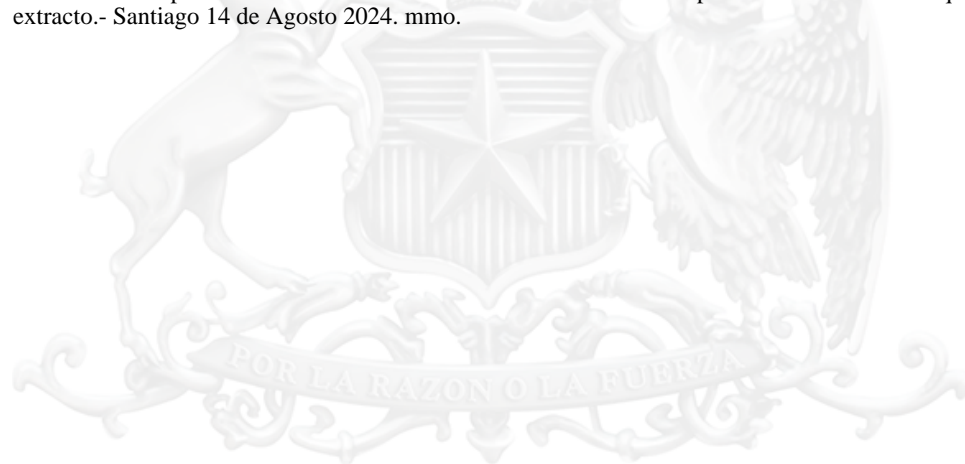 extracto.- Santiago 14 de Agosto 2024. mmo.
POR LA RAZON O LA FUERZA